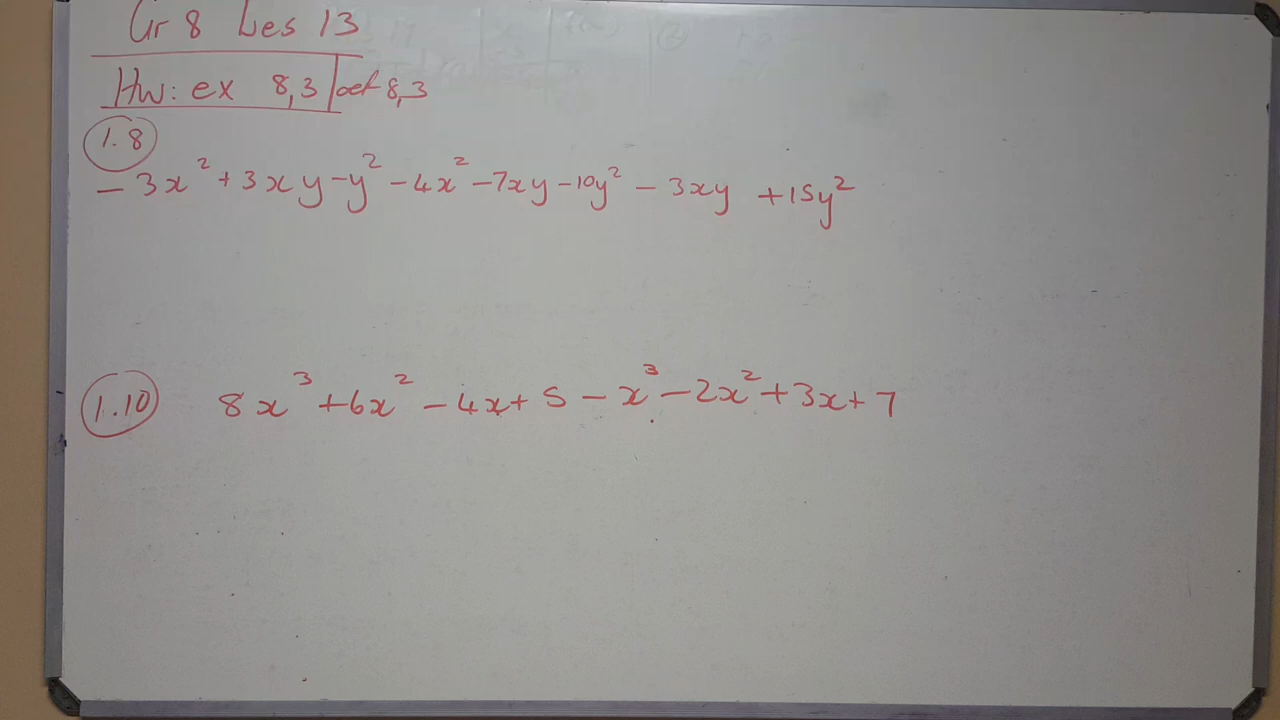 Gr 8 Les 13
Hw: ex 8,3 | oef 8,3
1.8
-3x² + 3xy - y² - 4x² - 7xy - 10y² - 3xy + 15y²
1.10 8x³ + 6x² - 4x + 5 - x³ - 2x² + 3x + 7